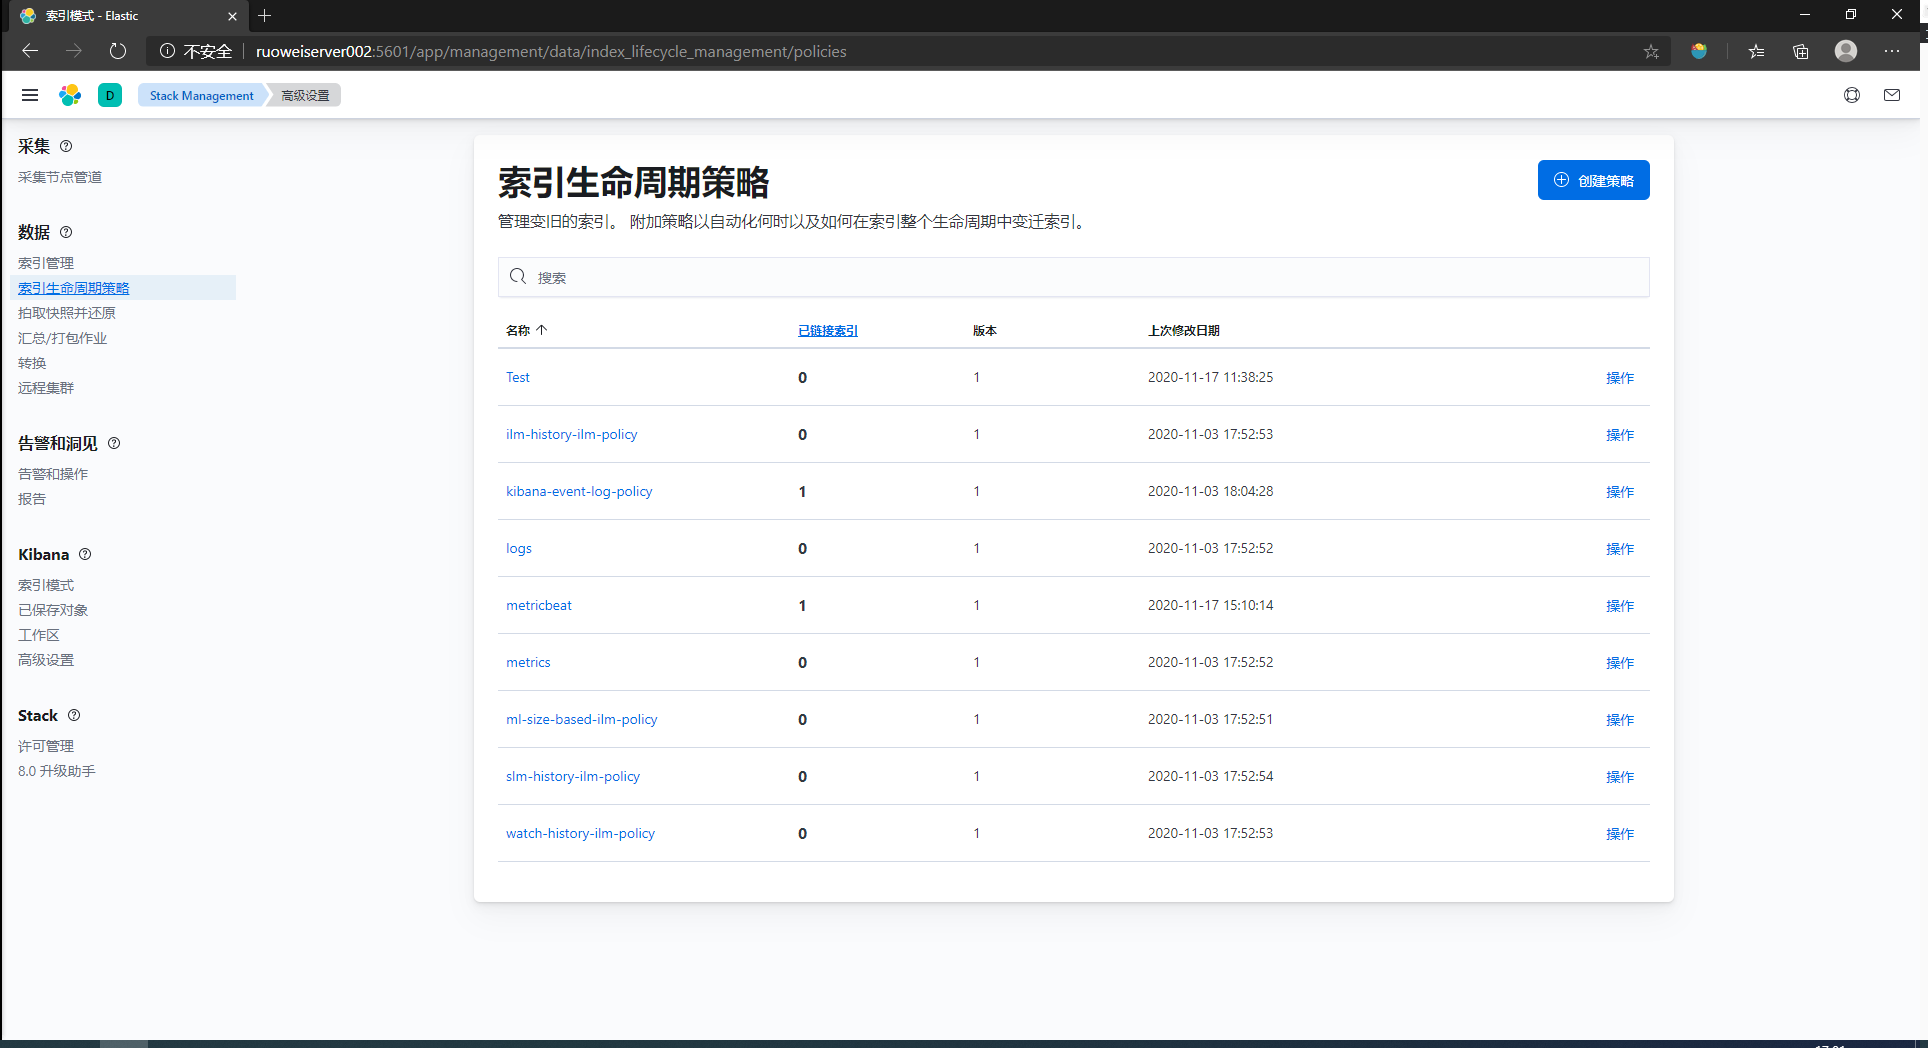 索引模式 - Elastic
不安全
ruoweiserver002:5601/app/management/data/index_lifecycle_management/policies
D
Stack Management
高级设置
采集
采集节点管道
数据
索引管理
索引生命周期策略
拍取快照并还原
汇总/打包作业
转换
远程集群
告警和洞见
告警和操作
报告
Kibana
索引模式
已保存对象
工作区
高级设置
Stack
许可管理
8.0 升级助手
索引生命周期策略
创建策略
管理变旧的索引。 附加策略以自动化何时以及如何在索引整个生命周期中变迁索引。
搜索
名称 已链接索引 版本 上次修改日期
Test 0 1 2020-11-17 11:38:25 操作
ilm-history-ilm-policy 0 1 2020-11-03 17:52:53 操作
kibana-event-log-policy 1 1 2020-11-03 18:04:28 操作
logs 0 1 2020-11-03 17:52:52 操作
metricbeat 1 1 2020-11-17 15:10:14 操作
metrics 0 1 2020-11-03 17:52:52 操作
ml-size-based-ilm-policy 0 1 2020-11-03 17:52:51 操作
slm-history-ilm-policy 0 1 2020-11-03 17:52:54 操作
watch-history-ilm-policy 0 1 2020-11-03 17:52:53 操作